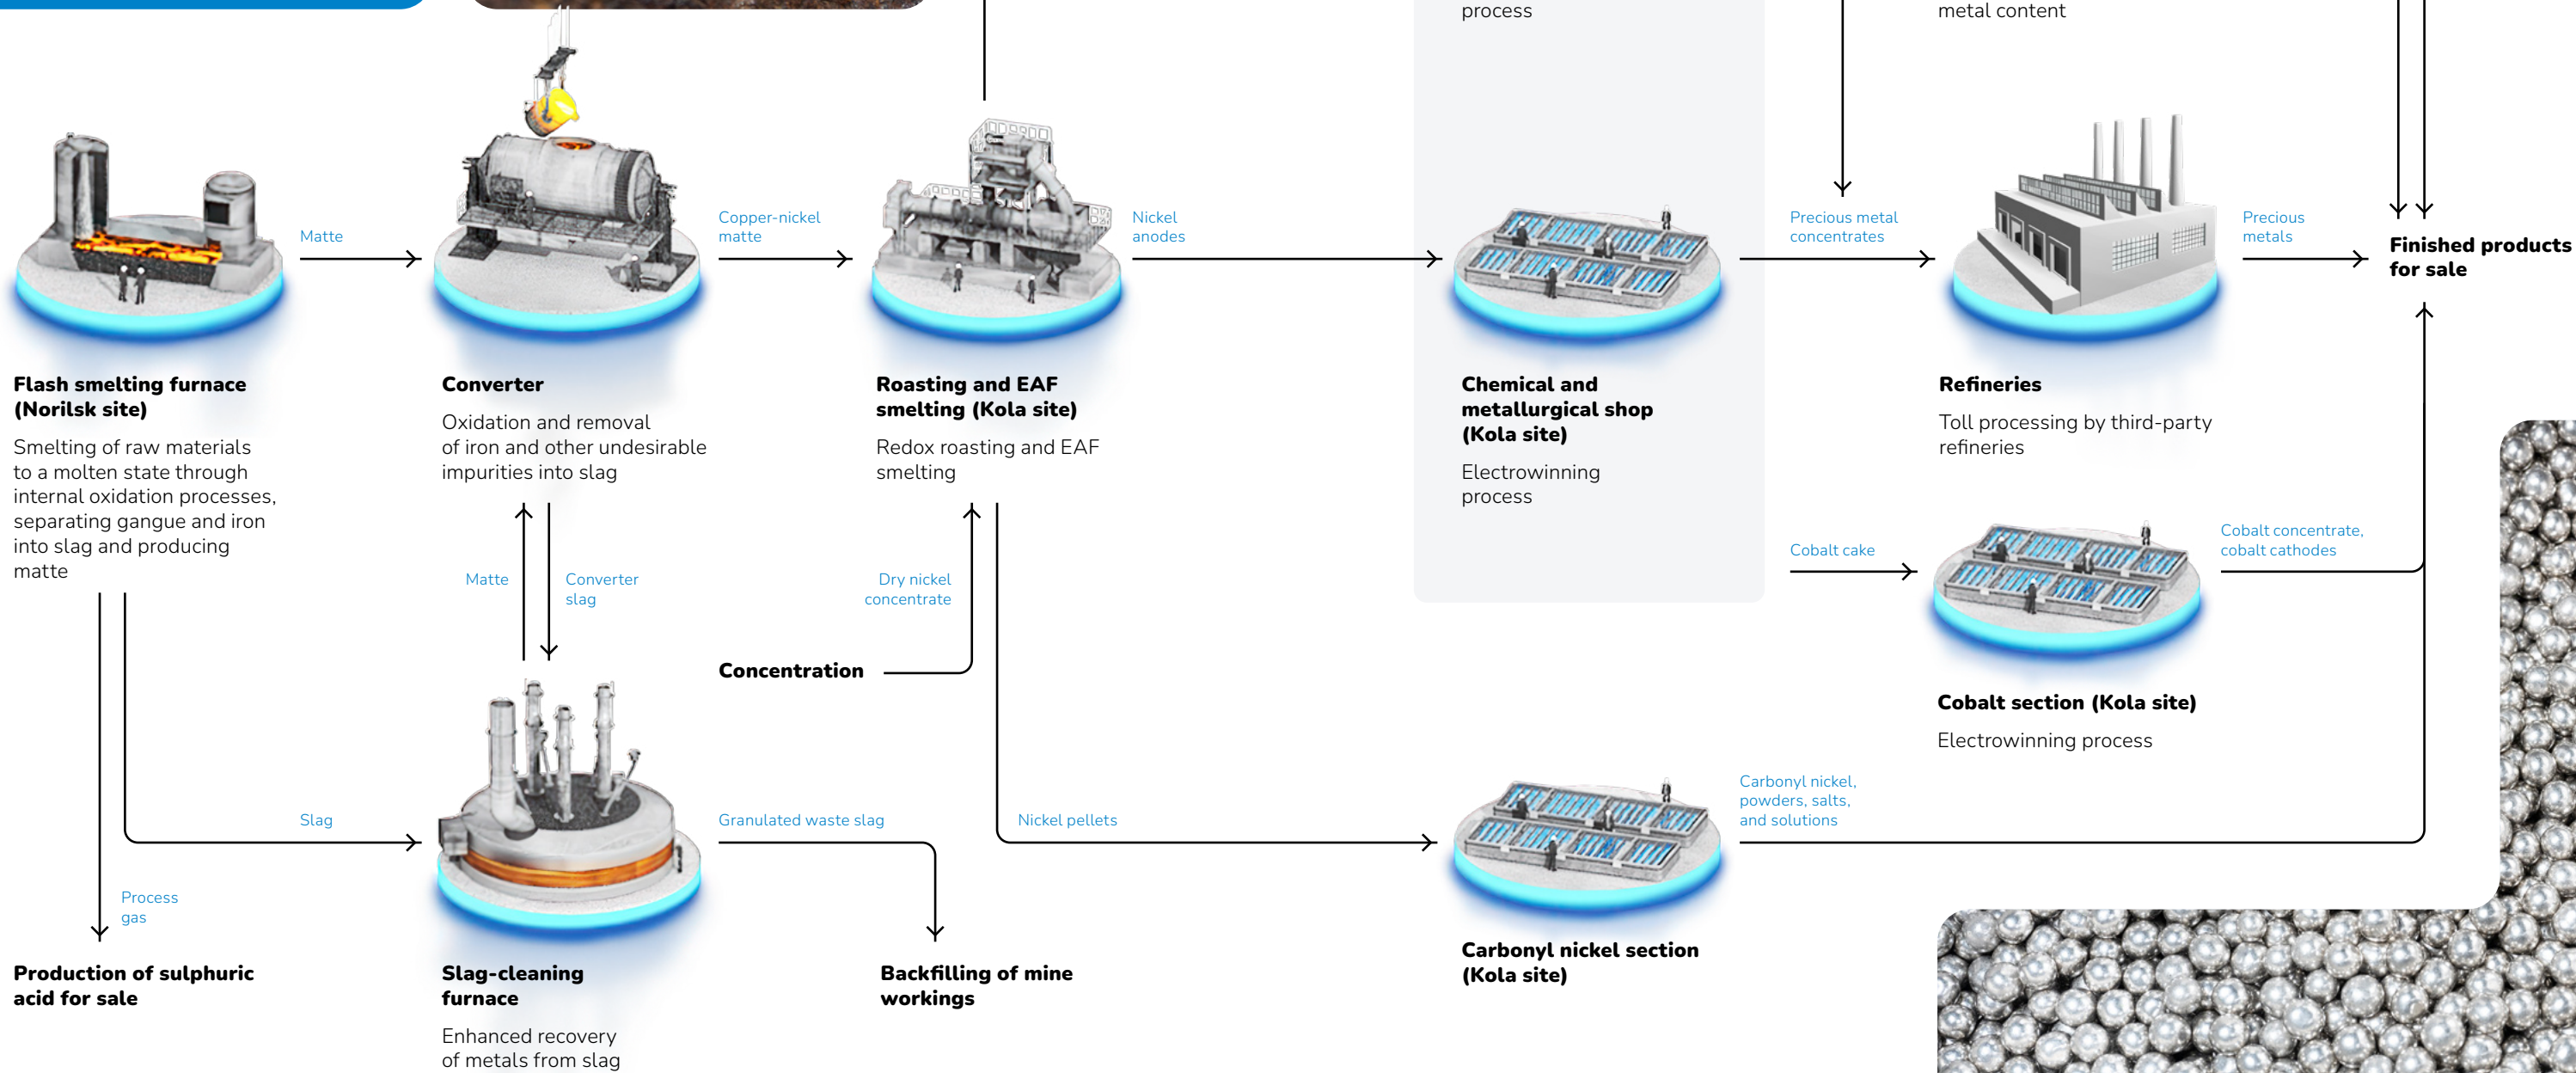 process
metal content
Matte
Copper-nickel
matte
Nickel
anodes
Precious metal
concentrates
Precious
metals
Finished products
for sale
Flash smelting furnace
(Norilsk site)
Smelting of raw materials
to a molten state through
internal oxidation processes,
separating gangue and iron
into slag and producing
matte
Converter
Oxidation and removal
of iron and other undesirable
impurities into slag
Roasting and EAF
smelting (Kola site)
Redox roasting and EAF
smelting
Chemical and
metallurgical shop
(Kola site)
Electrowinning
process
Refineries
Toll processing by third-party
refineries
Matte
Converter
slag
Dry nickel
concentrate
Cobalt cake
Cobalt concentrate,
cobalt cathodes
Concentration
Cobalt section (Kola site)
Electrowinning process
Slag
Granulated waste slag
Nickel pellets
Carbonyl nickel,
powders, salts,
and solutions
Process
gas
Production of sulphuric
acid for sale
Slag-cleaning
furnace
Enhanced recovery
of metals from slag
Backfilling of mine
workings
Carbonyl nickel section
(Kola site)